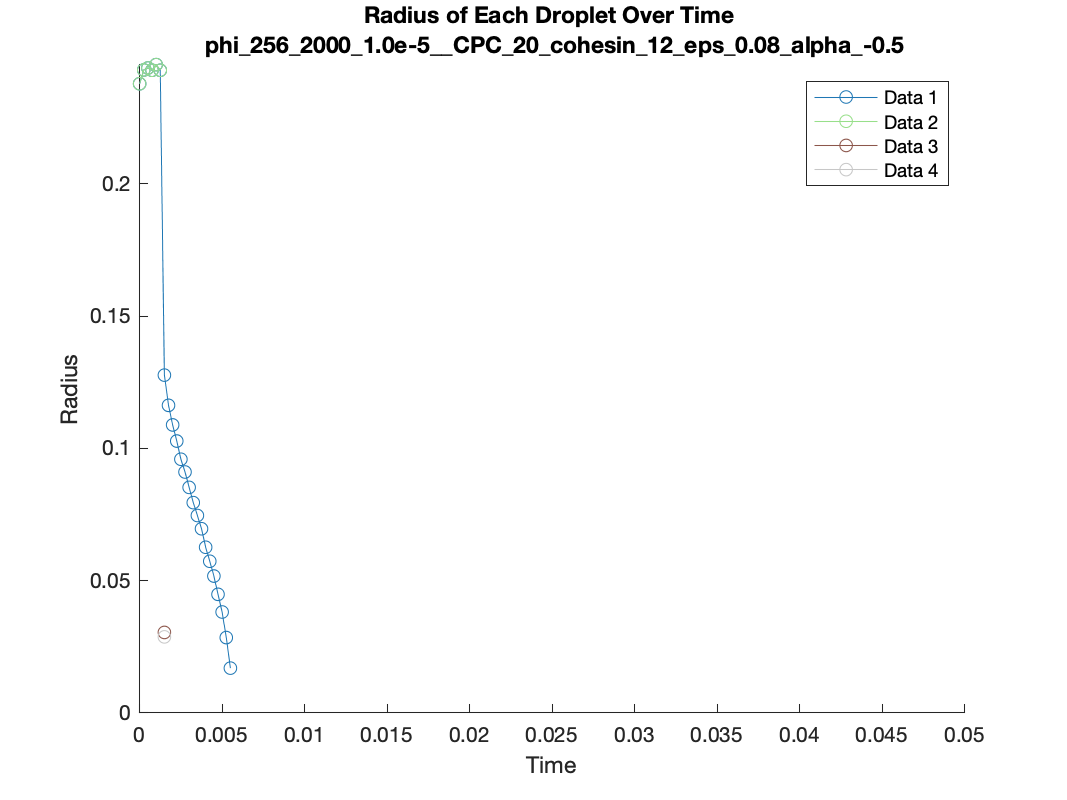 Radius of Each Droplet Over Time
phi_256_2000_1.0e-5__CPC_20_cohesin_12_eps_0.08_alpha_-0.5
Data 1
Data 2
Data 3
Data 4
0.2
0.15
0.1
0.05
0
Radius
0 0.005 0.01 0.015 0.02 0.025 0.03 0.035 0.04 0.045 0.05
Time